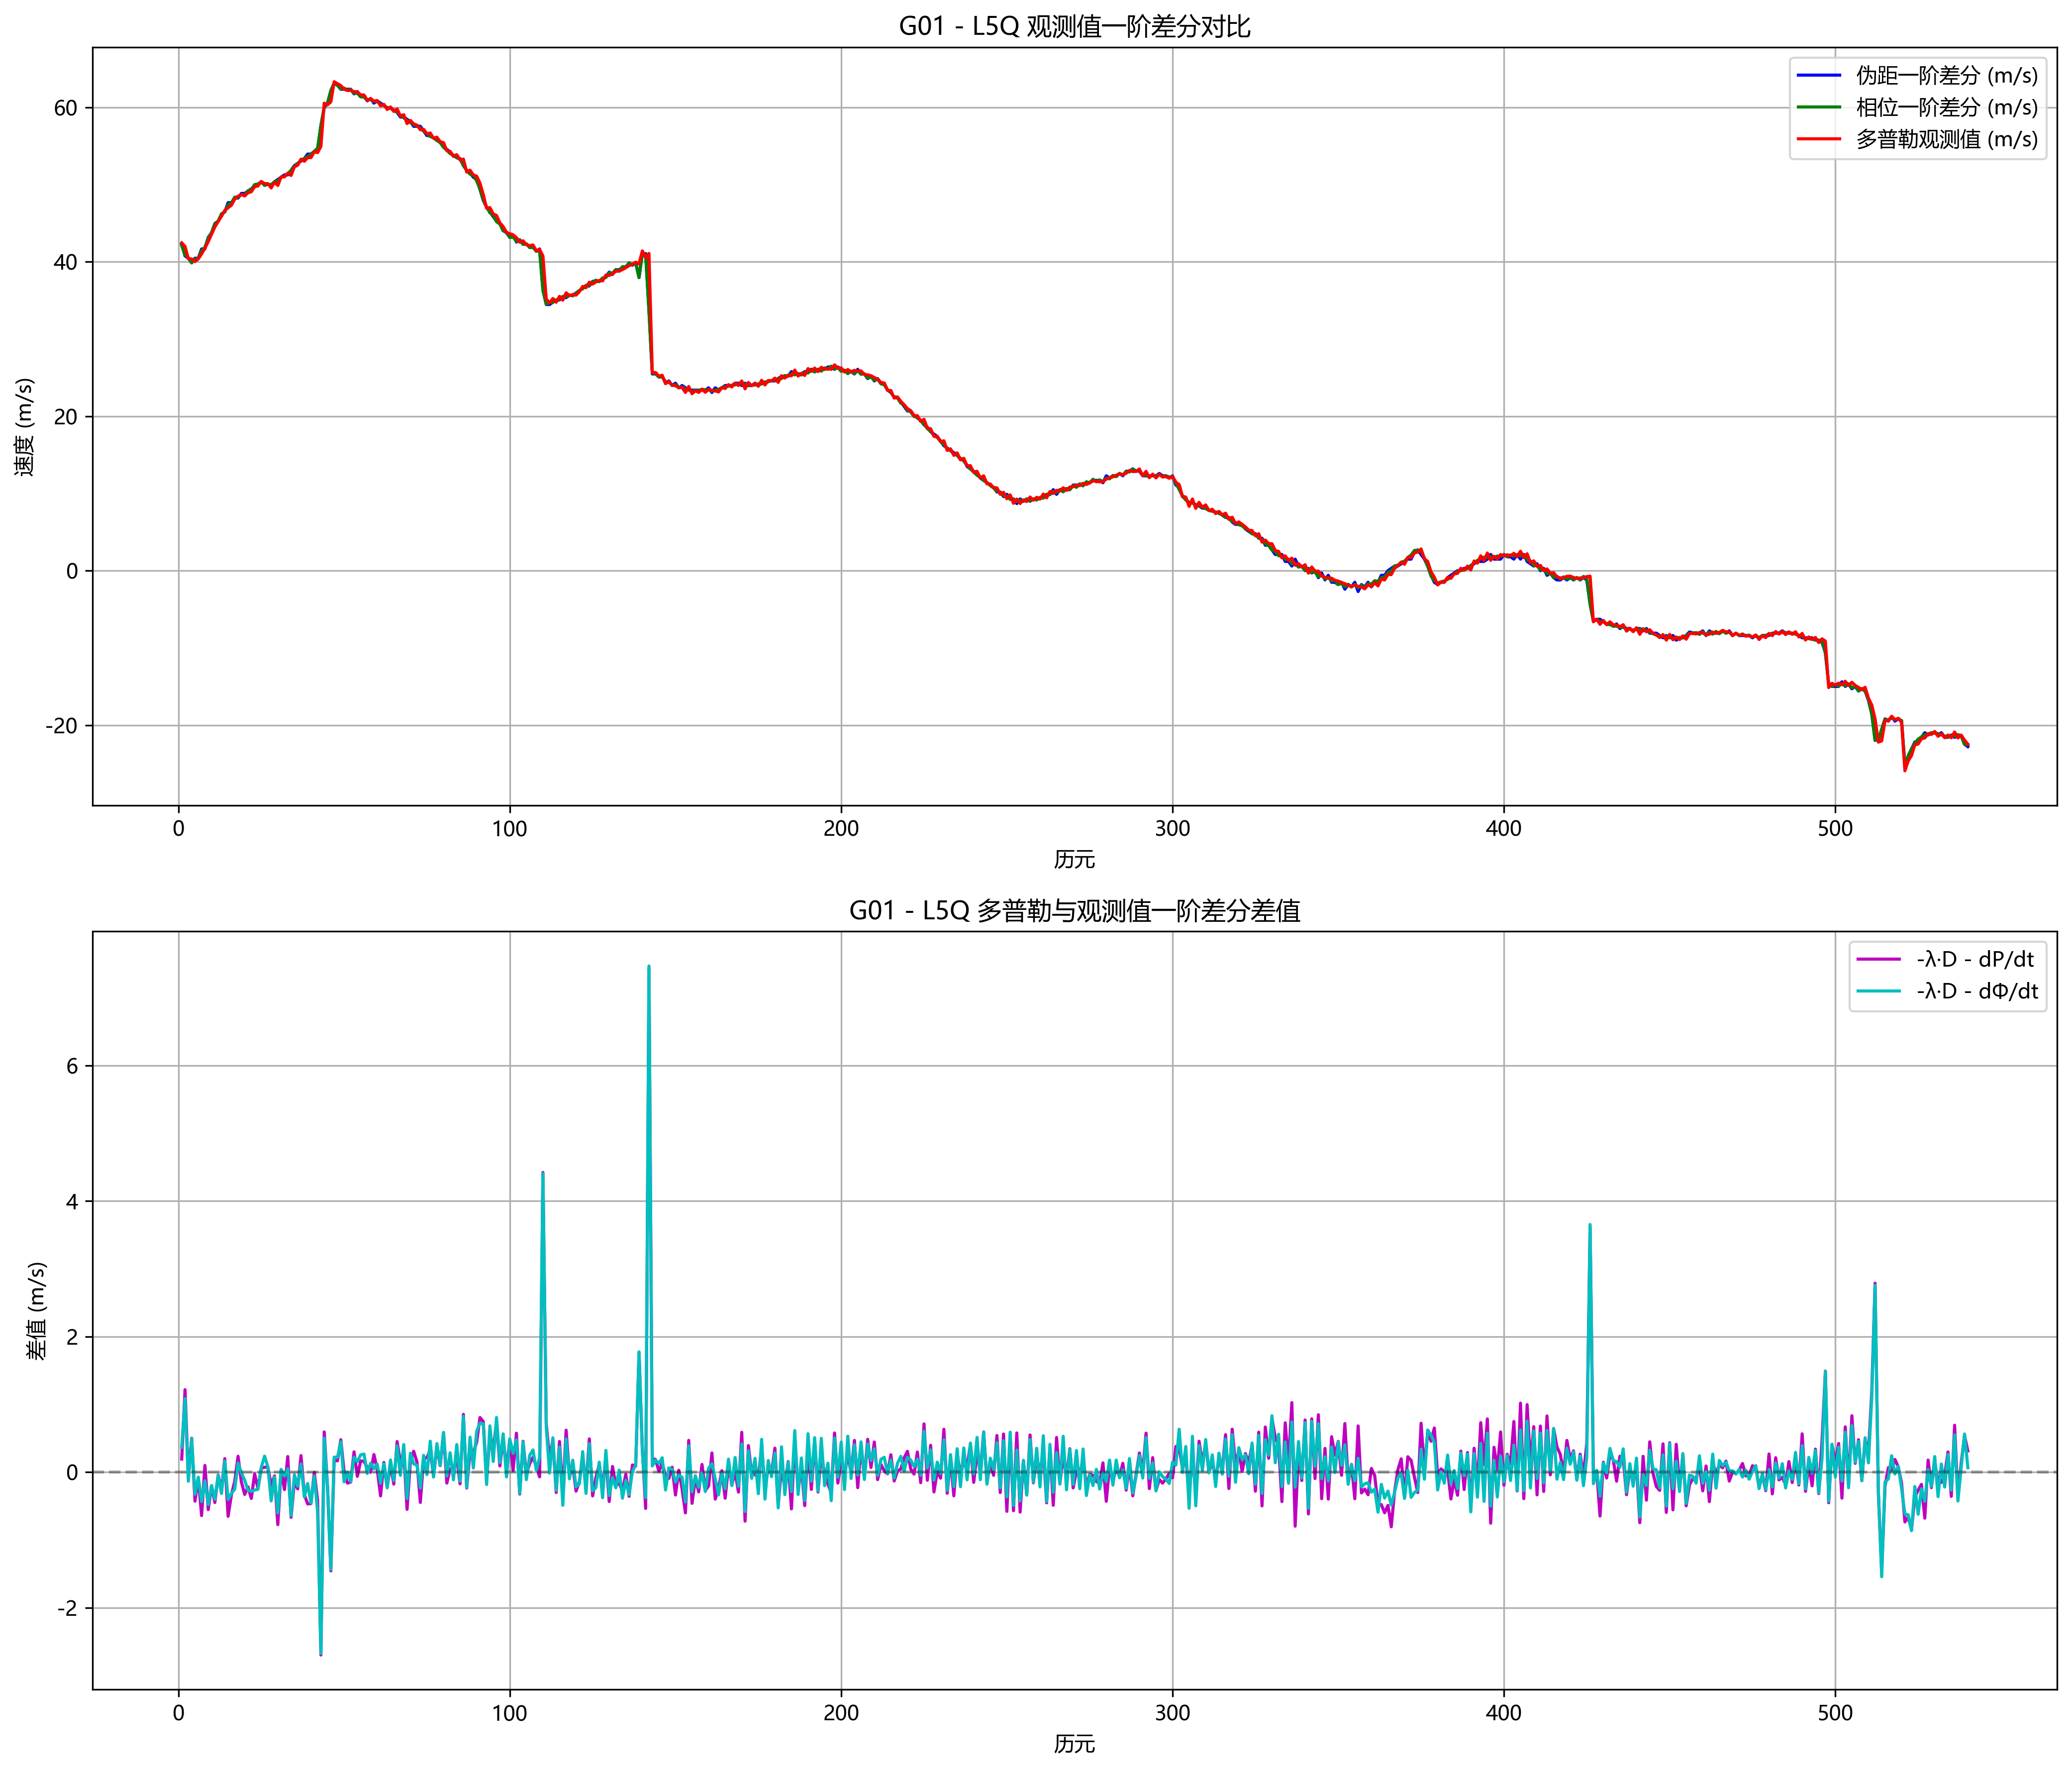 G01 - L5Q 观测值一阶差分对比
伪距一阶差分 (m/s)
相位一阶差分 (m/s)
多普勒观测值 (m/s)
速度 (m/s)
60
40
20
0
-20
0 100 200 300 400 500
历元
G01 - L5Q 多普勒与观测值一阶差分差值
-λ·D - dP/dt
-λ·D - dΦ/dt
差值 (m/s)
6
4
2
0
-2
0 100 200 300 400 500
历元